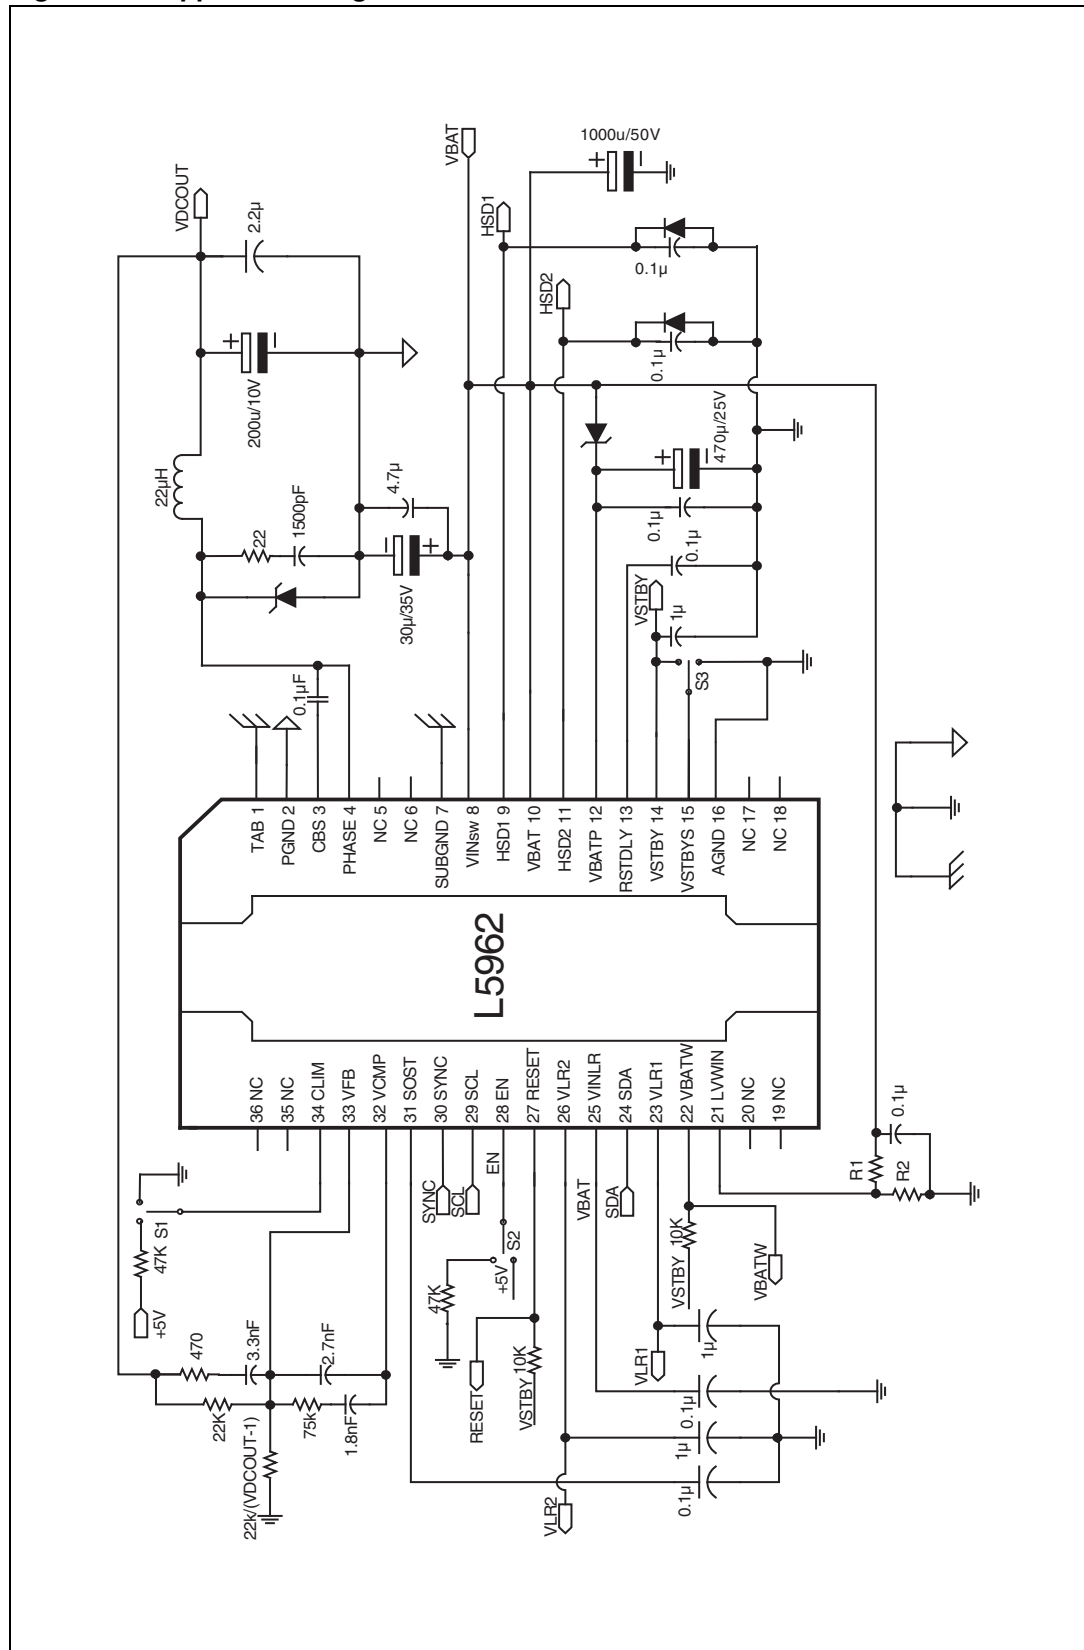 VDCOUT
2.2µ
200u/10V
22µH
22
1500pF
4.7µ
30µ/35V
0.1µF
VBAT
1000u/50V
HSD1
0.1µ
HSD2
0.1µ
470µ/25V
0.1µ
0.1µ
VSTBY
1µ
S3
TAB 1
PGND 2
CBS 3
PHASE 4
NC 5
NC 6
SUBGND 7
VINsw 8
HSD1 9
VBAT 10
HSD2 11
VBATP 12
RSTDLY 13
VSTBY 14
VSTBYS 15
AGND 16
NC 17
NC 18
L5962
36 NC
35 NC
34 CLIM
33 VFB
32 VCMP
31 SOST
30 SYNC
29 SCL
28 EN
27 RESET
26 VLR2
25 VINLR
24 SDA
23 VLR1
22 VBATW
21 LVWIN
20 NC
19 NC
S1
47K
+5V
470
3.3nF
2.7nF
22K
75k
1.8nF
22k/(VDCOUT-1)
SYNC
SCL
EN
S2
+5V
47K
RESET
VSTBY 10K
VLR2
VBAT
SDA
VLR1
VSTBY 10K
VBATW
1µ
0.1µ
1µ
0.1µ
R1
R2
0.1µ